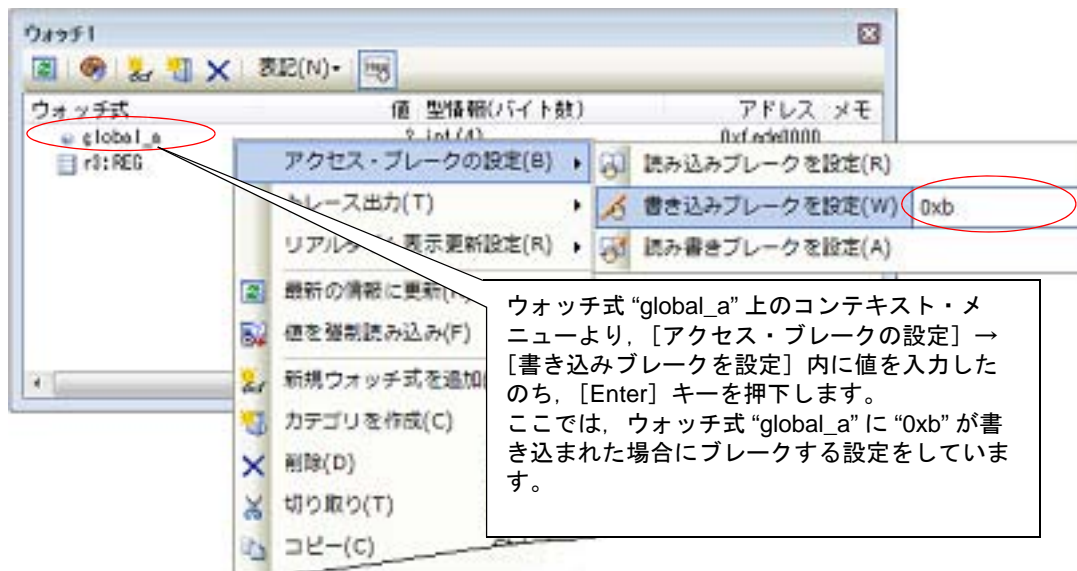 ウォッチ1
表記(N)
ウォッチ式 値 型情報(バイト数) アドレス メモ
global_a int(4)
r3:REG
アクセス・ブレークの設定(B)
トレース出力(T)
リアルタイム表示更新設定(R)
最新の情報に更新
値を強制読み込み(F)
新規ウォッチ式を追加
カテゴリを作成(C)
削除(D)
切り取り(T)
コピー(C)
読み込みブレークを設定(R)
書き込みブレークを設定(W) 0xb
読み書きブレークを設定(A)
ウォッチ式 “global_a” 上のコンテキスト・メ
ニューより,［アクセス・ブレークの設定］→
［書き込みブレークを設定］内に値を入力した
のち,［Enter］キーを押下します。
ここでは, ウォッチ式 “global_a” に “0xb” が書
き込まれた場合にブレークする設定をしていま
す。